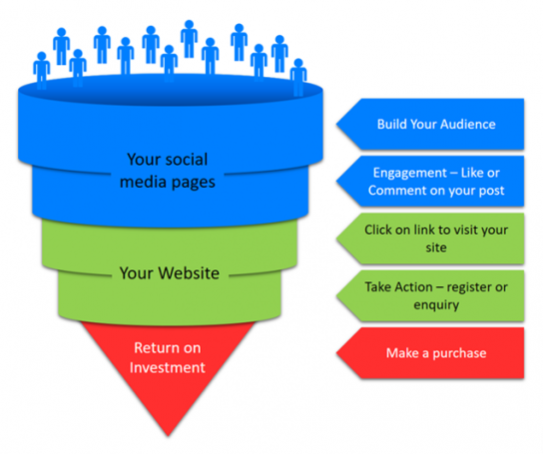 Your social
media pages
Your Website
Return on
Investment
Build Your Audience
Engagement – Like or
Comment on your post
Click on link to visit your
site
Take Action – register or
enquiry
Make a purchase